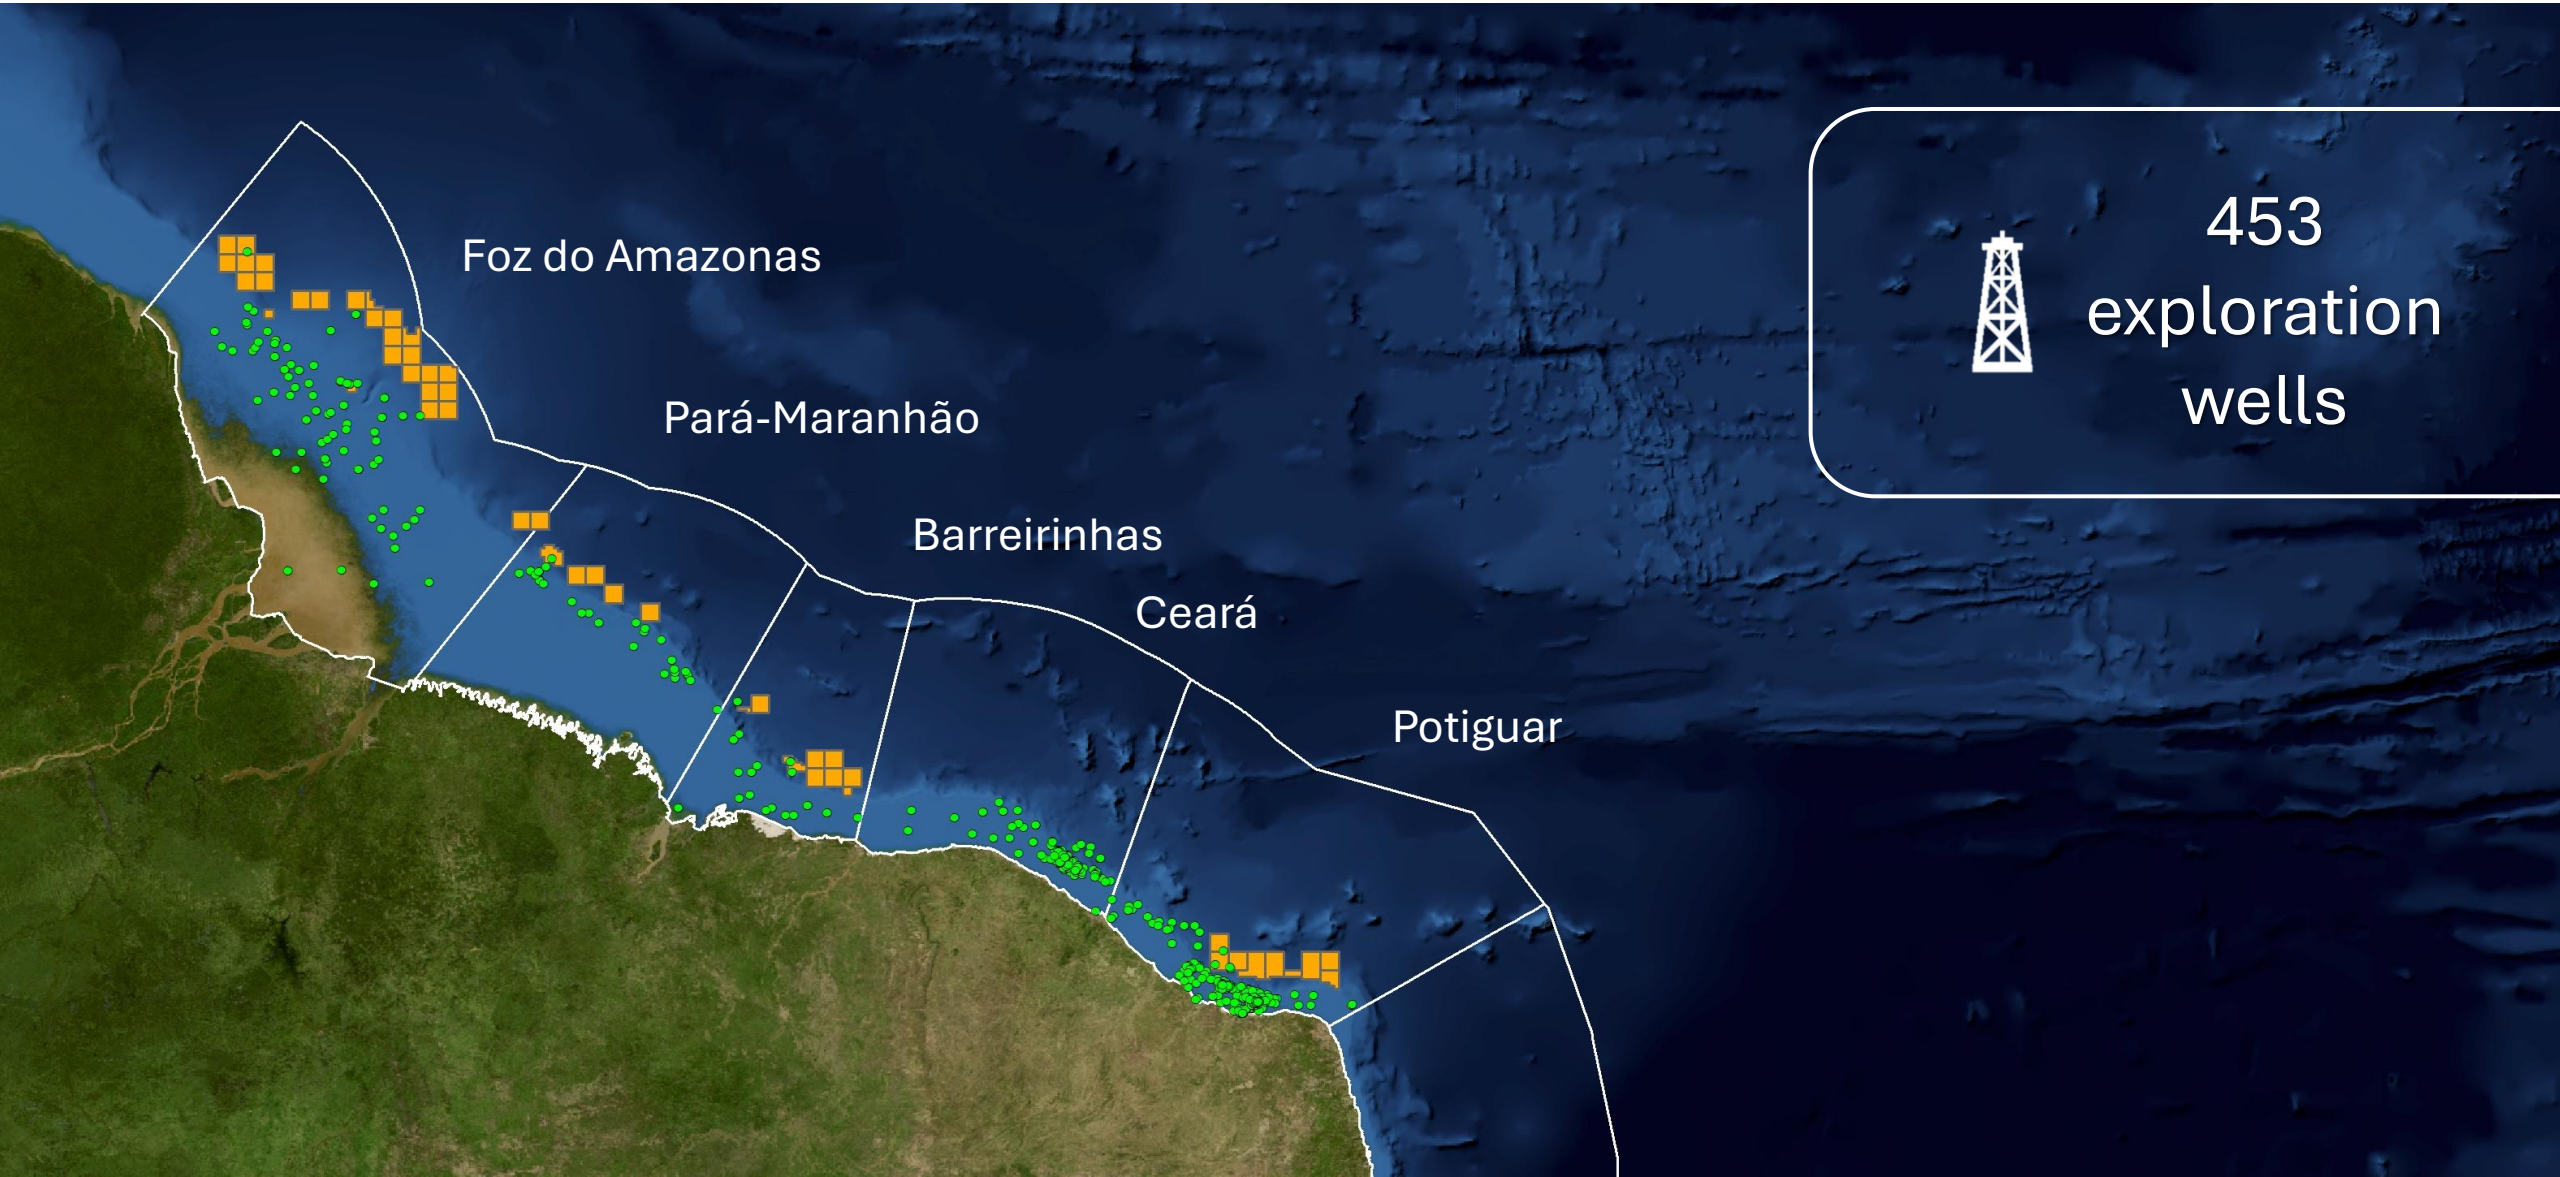 Foz do Amazonas
Pará-Maranhão
Barreirinhas
Ceará
Potiguar
453
exploration
wells